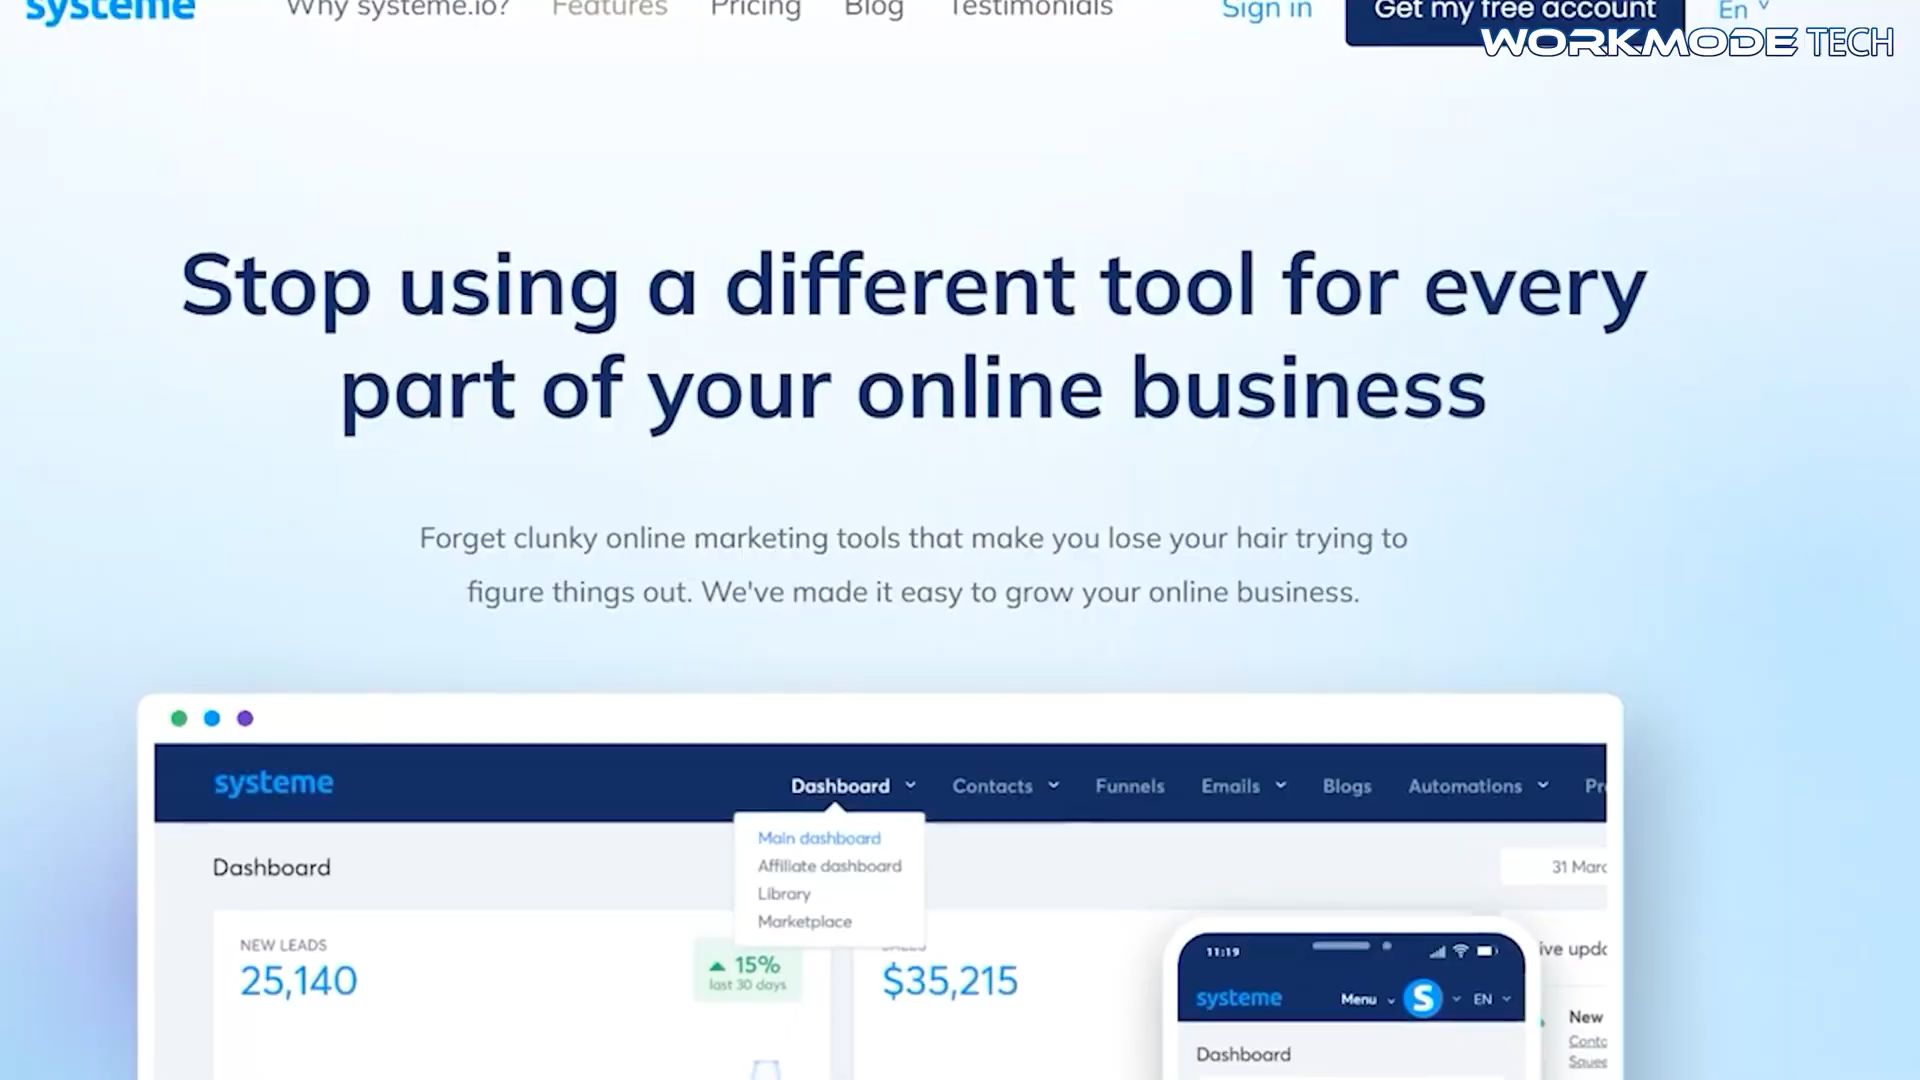 systeme
Why systeme.io? Features Pricing Blog Testimonials Sign in Get my free account En
WORKMODE TECH
Stop using a different tool for every
part of your online business
Forget clunky online marketing tools that make you lose your hair trying to
figure things out. We've made it easy to grow your online business.
systeme Dashboard Contacts Funnels Emails Blogs Automations
Main dashboard
Affiliate dashboard
Library
Marketplace
Dashboard
31 Marc
NEW LEADS
25,140
15%
last 30 days
$35,215
11:19
systeme Menu S EN
Dashboard
New